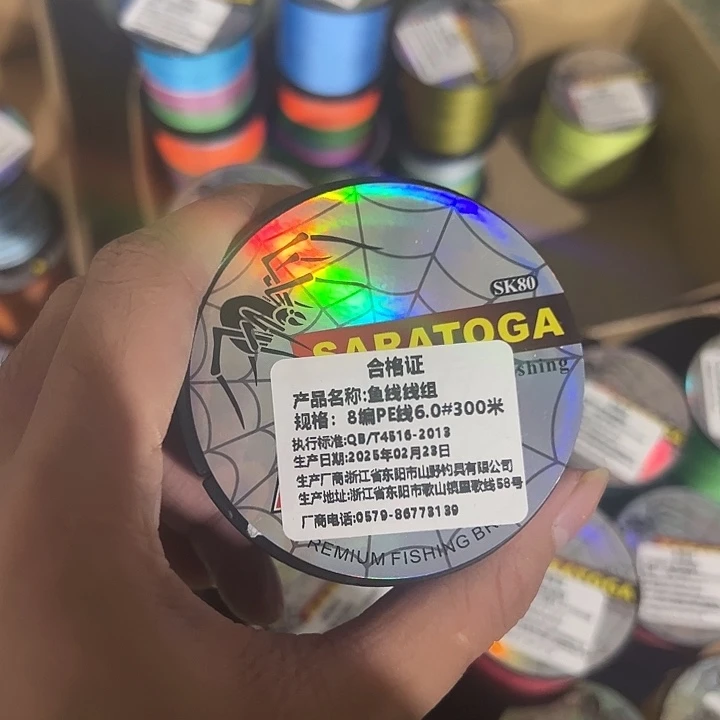 SK80
SARATOGA
shing
合格证
产品名称:鱼线线组
规格：8编PE线6.0#300米
执行标准:QB/T4516-2013
生产日期:2025年02月23日
生产厂商:浙江省东阳市山野钓具有限公司
生产地址:浙江省东阳市歌山镇皿歌线58号
厂商电话:0579-86773139
REMIUM FISHING BR